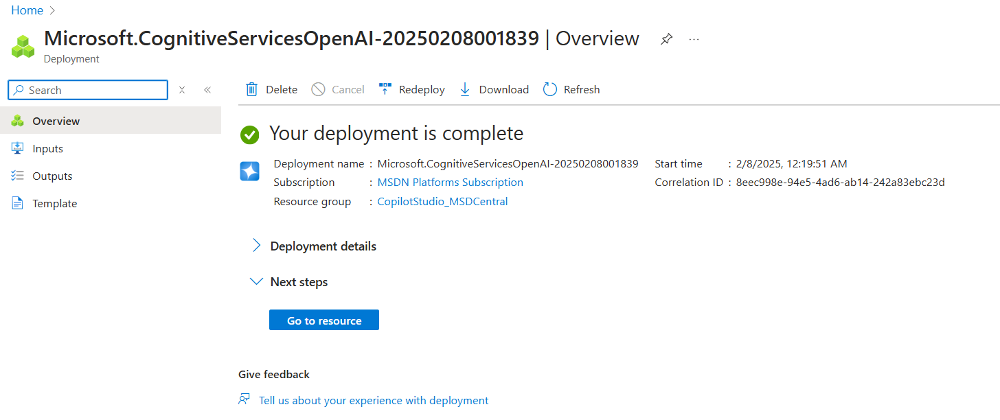 Home >
Microsoft.CognitiveServicesOpenAI-20250208001839 | Overview ...
Deployment
Search
Delete Cancel Redeploy Download Refresh
Overview
Inputs
Outputs
Template
Your deployment is complete
Deployment name : Microsoft.CognitiveServicesOpenAI-20250208001839 Start time : 2/8/2025, 12:19:51 AM
Subscription : MSDN Platforms Subscription Correlation ID : 8eec998e-94e5-4ad6-ab14-242a83ebc23d
Resource group : CopilotStudio_MSDCentral
Deployment details
Next steps
Go to resource
Give feedback
Tell us about your experience with deployment